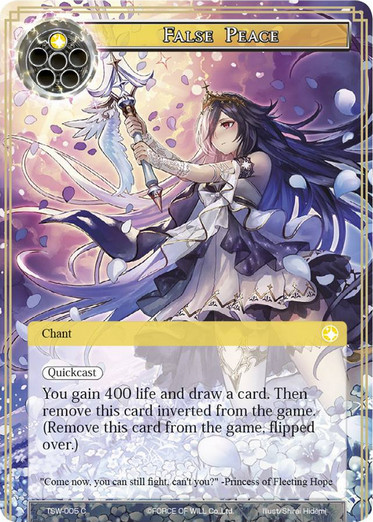 False Peace
Chant
Quickcast
You gain 400 life and draw a card. Then
remove this card inverted from the game.
(Remove this card from the game, flipped
over.)
"Come now, you can still fight, can't you?" -Princess of Fleeting Hope
TSW-005 C ©FORCE OF WILL Co.,Ltd. Illust/Shirai Hidemi